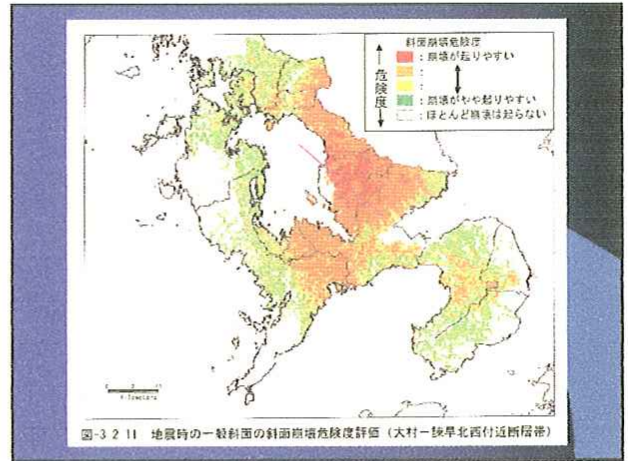 斜面崩壊危険度
危険度
:崩壊が起りやすい
:
:
:崩壊がやや起りやすい
:ほとんど崩壊は起らない
図-3.2.11 地震時の一般斜面の斜面崩壊危険度評価(大村-諫早北西付近断層帯)